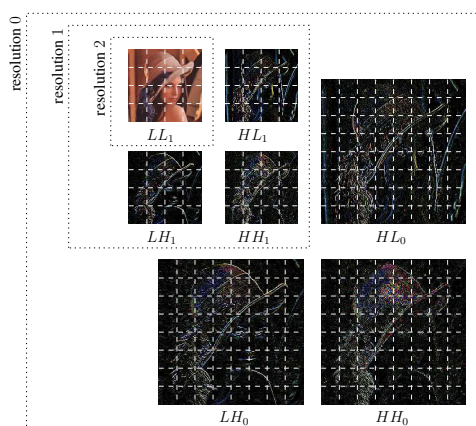 resolution 0
resolution 1
resolution 2
LL₁
HL₁
LH₁
HH₁
HL₀
LH₀
HH₀